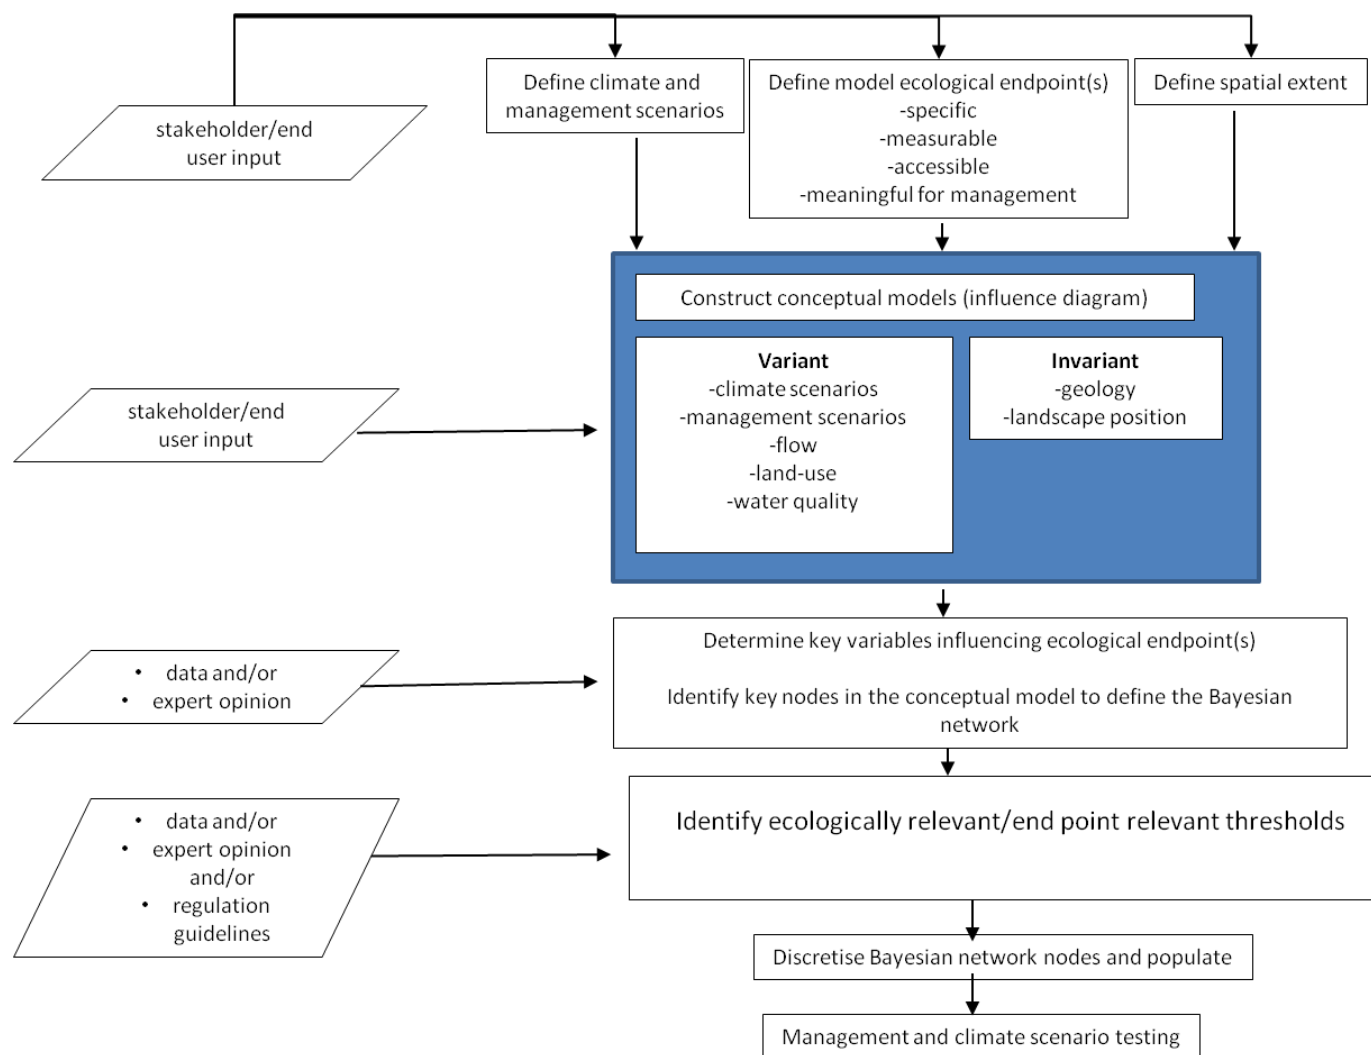 stakeholder/end
user input
Define climate and
management scenarios
Define model ecological endpoint(s)
-specific
-measurable
-accessible
-meaningful for management
Define spatial extent
stakeholder/end
user input
Construct conceptual models (influence diagram)
Variant
-climate scenarios
-management scenarios
-flow
-land-use
-water quality
Invariant
-geology
-landscape position
• data and/or
• expert opinion
Determine key variables influencing ecological endpoint(s)
Identify key nodes in the conceptual model to define the Bayesian
network
• data and/or
• expert opinion
and/or
• regulation
guidelines
Identify ecologically relevant/end point relevant thresholds
Discretise Bayesian network nodes and populate
Management and climate scenario testing